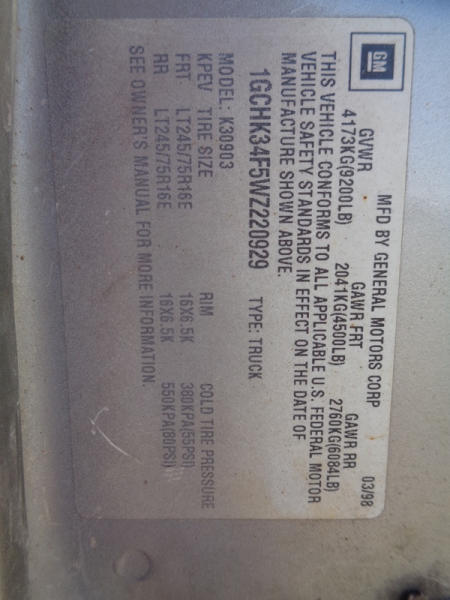 GM
MFD BY GENERAL MOTORS CORP 03/98
GVWR GAWR FRT GAWR RR
4173KG(9200LB) 2041KG(4500LB) 2760KG(6084LB)
THIS VEHICLE CONFORMS TO ALL APPLICABLE U.S. FEDERAL MOTOR
VEHICLE SAFETY STANDARDS IN EFFECT ON THE DATE OF
MANUFACTURE SHOWN ABOVE.
1GCHK34F5WZ220929 TYPE: TRUCK
MODEL: K30903
KPEV TIRE SIZE RIM COLD TIRE PRESSURE
FRT LT245/75R16E 16X6.5K 380KPA(55PSI)
RR LT245/75R16E 16X6.5K 550KPA(80PSI)
SEE OWNER'S MANUAL FOR MORE INFORMATION.